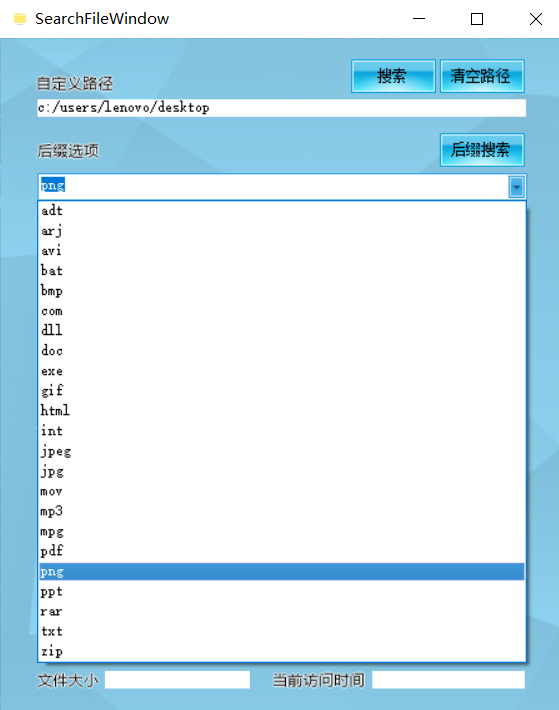 SearchFileWindow
自定义路径
搜索
清空路径
c:/users/lenovo/desktop
后缀选项
后缀搜索
png
adt
arj
avi
bat
bmp
com
dll
doc
exe
gif
html
int
jpeg
jpg
mov
mp3
mpg
pdf
png
ppt
rar
txt
zip
文件大小
当前访问时间